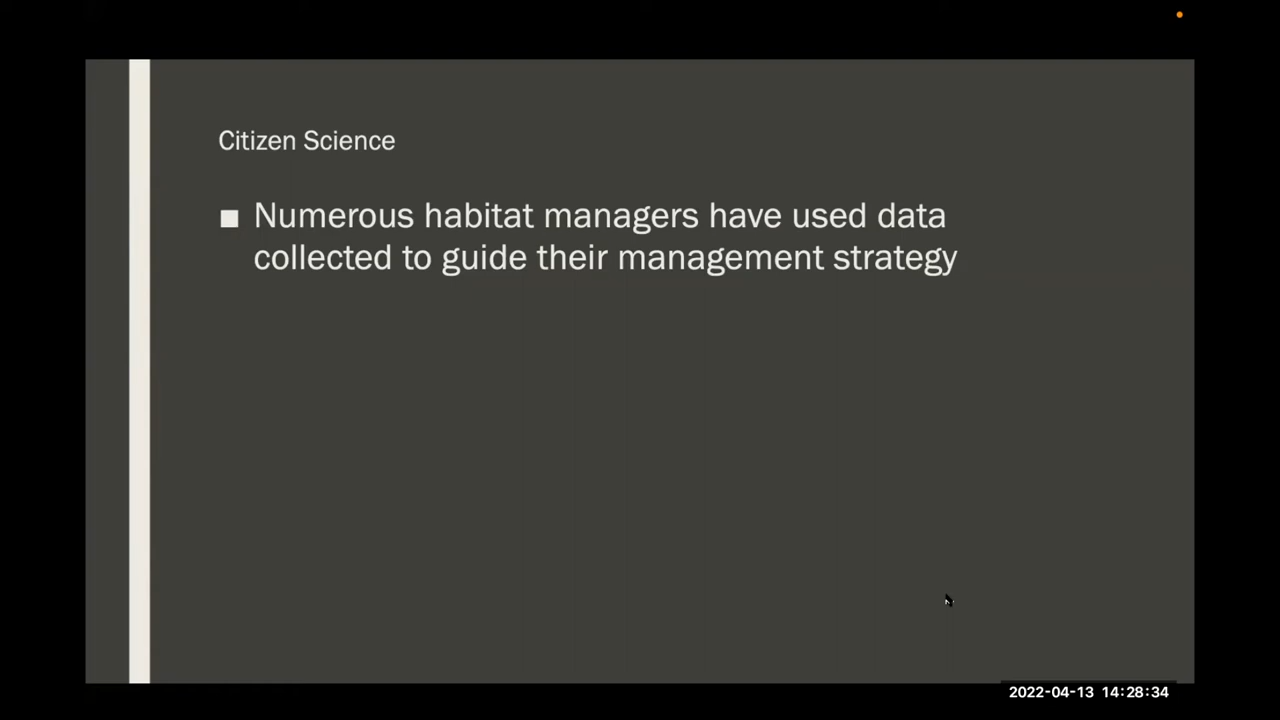 Citizen Science
■ Numerous habitat managers have used data
collected to guide their management strategy
2022-04-13 14:28:34